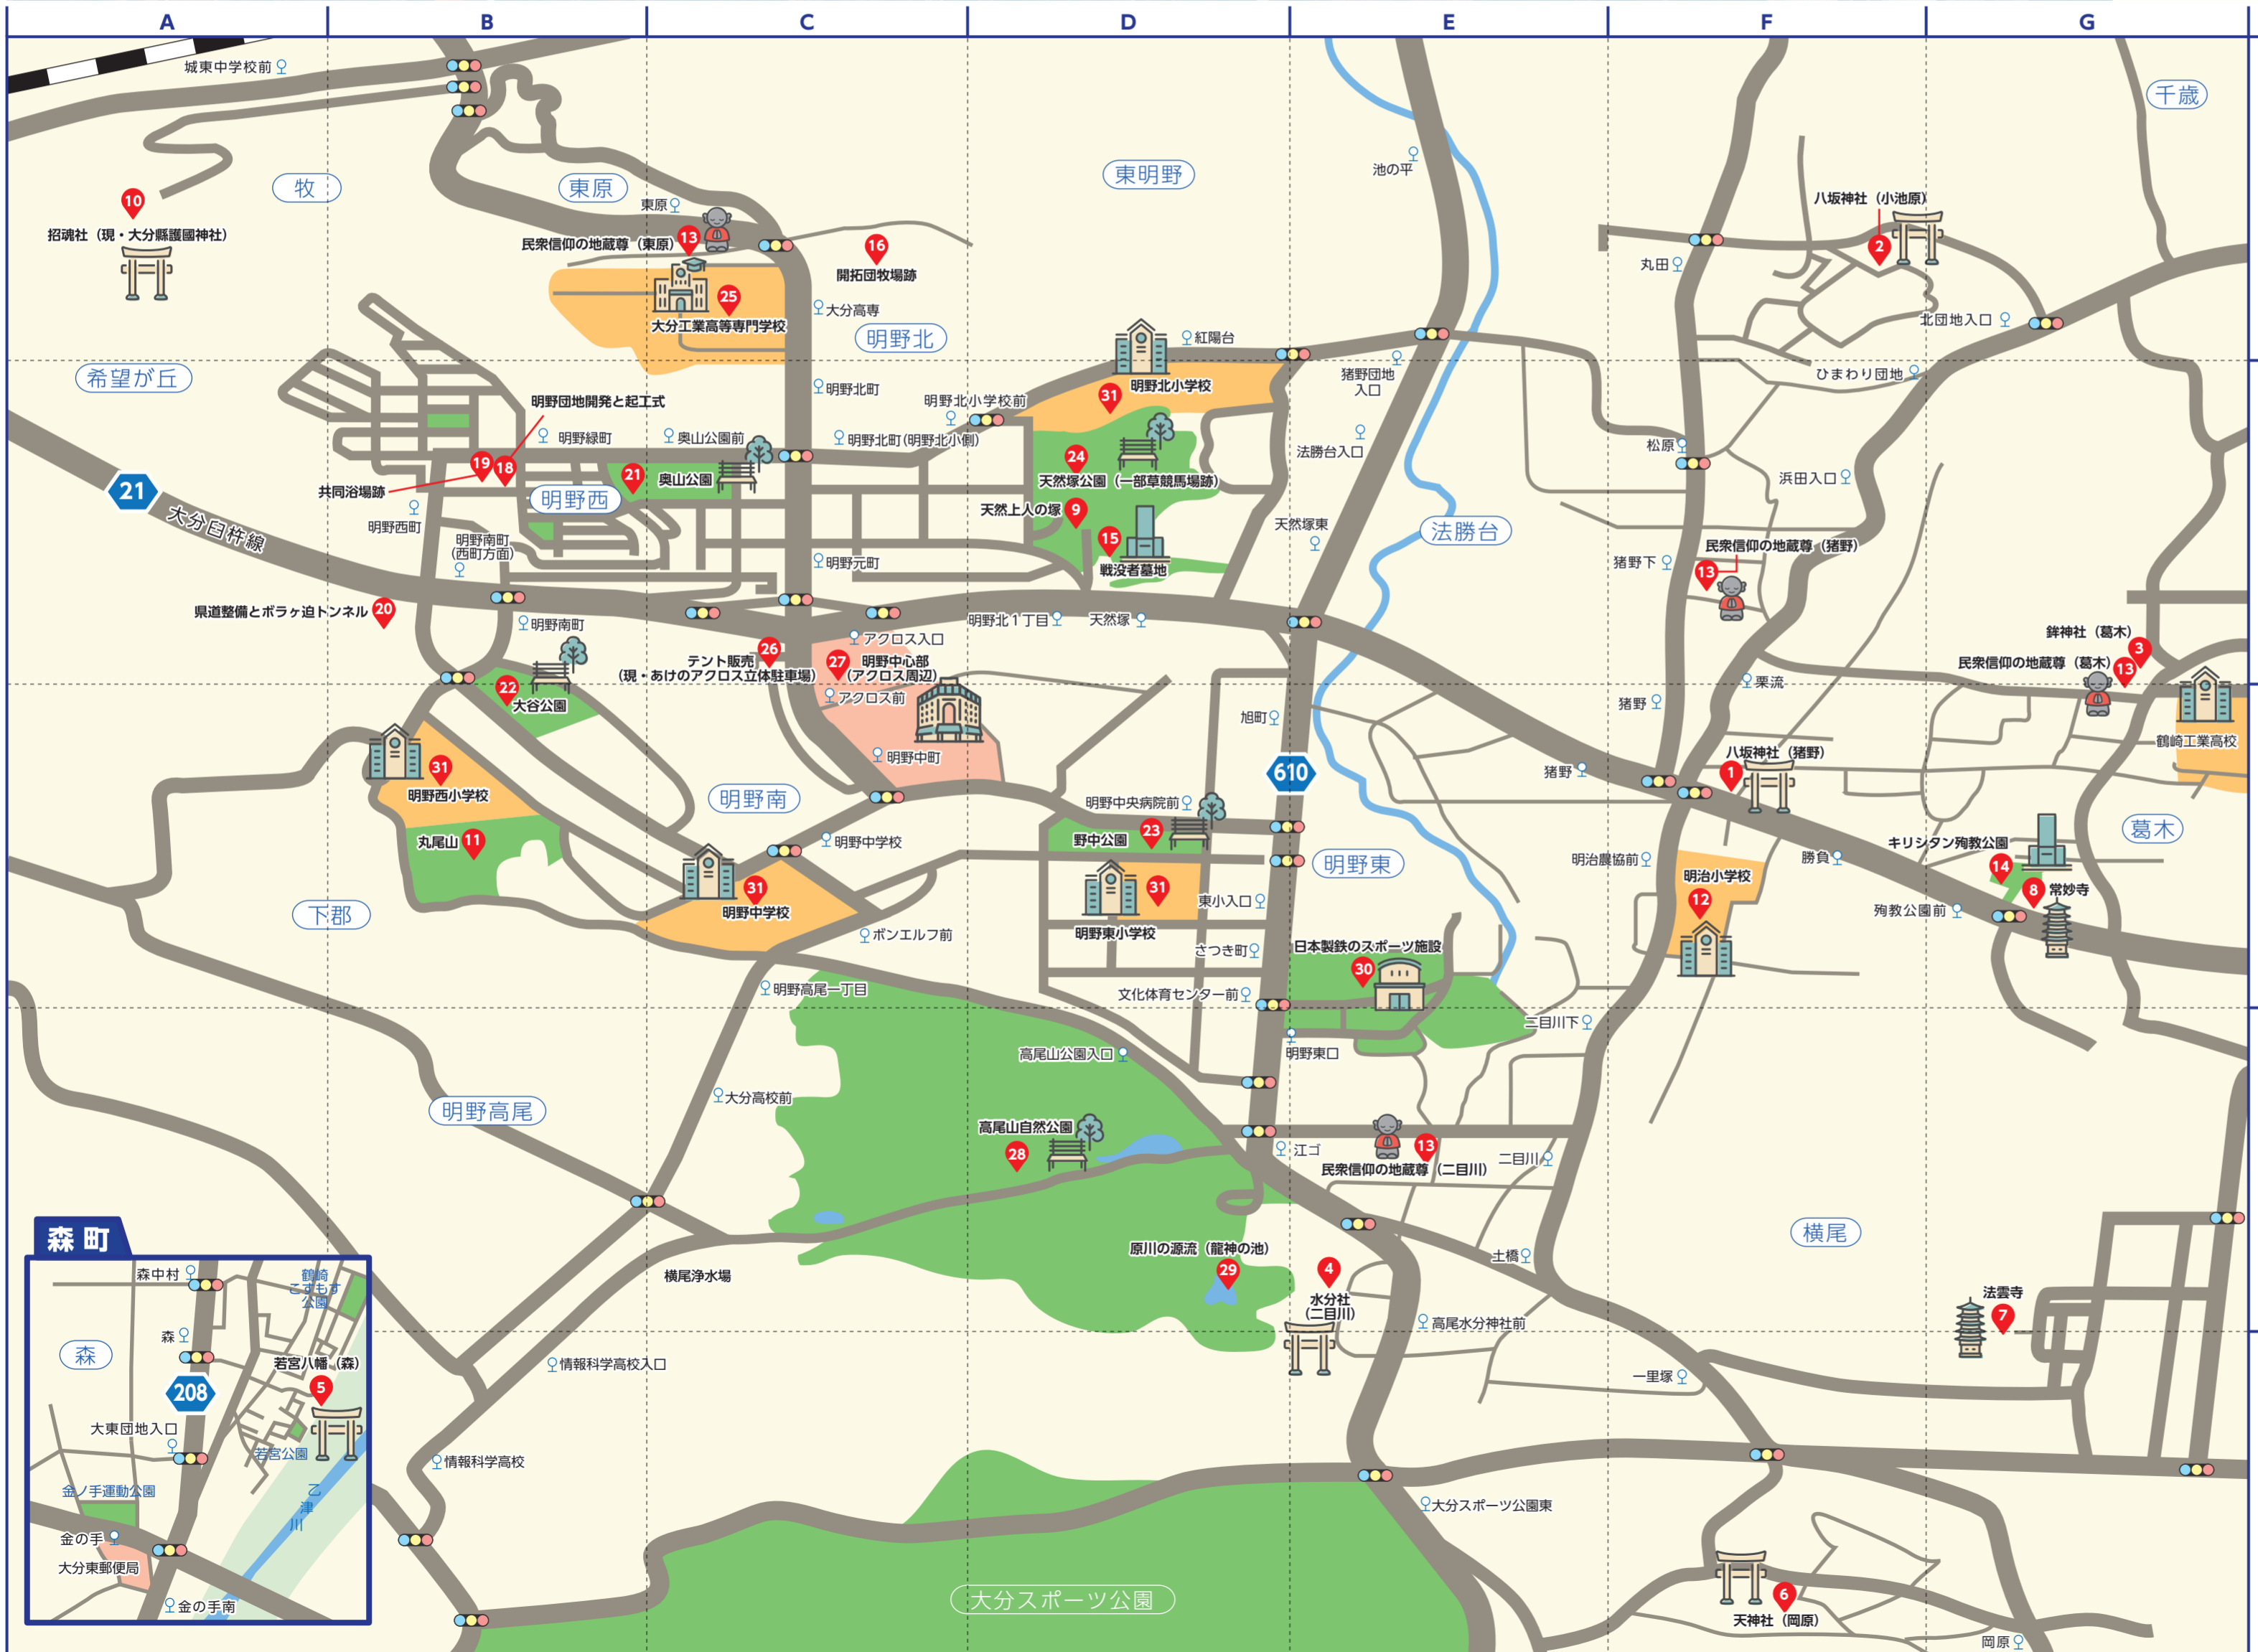 A
B
C
D
E
F
G
城東中学校前
千歳
牧
東原
東明野
池の平
10
招魂社（現・大分縣護國神社）
東原
民衆信仰の地蔵尊（東原）
13
16
開拓団牧場跡
八坂神社（小池原）
2
丸田
25
大分工業高等専門学校
大分高専
明野北
紅陽台
北団地入口
希望が丘
明野北町
明野北小学校
31
猪野団地
入口
ひまわり団地
明野団地開発と起工式
明野北小学校前
明野緑町
奥山公園前
明野北町(明野北小側)
法勝台入口
松原
19
18
共同浴場跡
21
奥山公園
24
天然塚公園（一部草競馬場跡）
浜田入口
21
大分臼杵線
明野西
明野西町
天然上人の塚
9
天然塚東
法勝台
明野南町
(西町方面)
15
戦没者墓地
明野元町
猪野下
民衆信仰の地蔵尊（猪野）
13
県道整備とボラヶ迫トンネル
20
明野南町
明野北１丁目
天然塚
アクロス入口
鉾神社（葛木）
3
テント販売
（現・あけのアクロス立体駐車場）
26
27
明野中心部
（アクロス周辺）
民衆信仰の地蔵尊（葛木）
13
栗流
22
大谷公園
アクロス前
旭町
猪野
鶴崎工業高校
明野中町
八坂神社（猪野）
1
猪野
610
31
明野西小学校
明野南
明野中央病院前
丸尾山
11
明野中学校
野中公園
23
明野東
明治農協前
勝負
キリシタン殉教公園
葛木
14
8
常妙寺
31
明野中学校
31
明野東小学校
東小入口
明治小学校
12
殉教公園前
下郡
ボンエルフ前
さつき町
日本製鉄のスポーツ施設
30
明野高尾一丁目
文化体育センター前
二目川下
明野東口
高尾山公園入口
大分高校前
明野高尾
高尾山自然公園
28
江ゴ
13
民衆信仰の地蔵尊（二目川）
二目川
横尾
原川の源流（龍神の池）
29
4
水分社
（二目川）
土橋
横尾浄水場
高尾水分神社前
法雲寺
7
情報科学高校入口
一里塚
情報科学高校
大分スポーツ公園東
大分スポーツ公園
6
天神社（岡原）
岡原
森町
森中村
鶴崎
こすもす
公園
森
森
若宮八幡（森）
5
208
大東団地入口
若宮公園
金ノ手運動公園
乙津川
金の手
大分東郵便局
金の手南